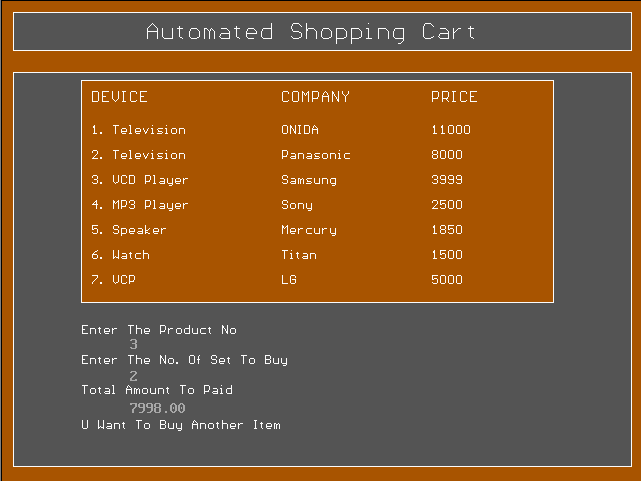 Automated Shopping Cart
DEVICE COMPANY PRICE
1. Television ONIDA 11000
2. Television Panasonic 8000
3. VCD Player Samsung 3999
4. MP3 Player Sony 2500
5. Speaker Mercury 1850
6. Watch Titan 1500
7. VCP LG 5000
Enter The Product No
3
Enter The No. Of Set To Buy
2
Total Amount To Paid
7998.00
U Want To Buy Another Item